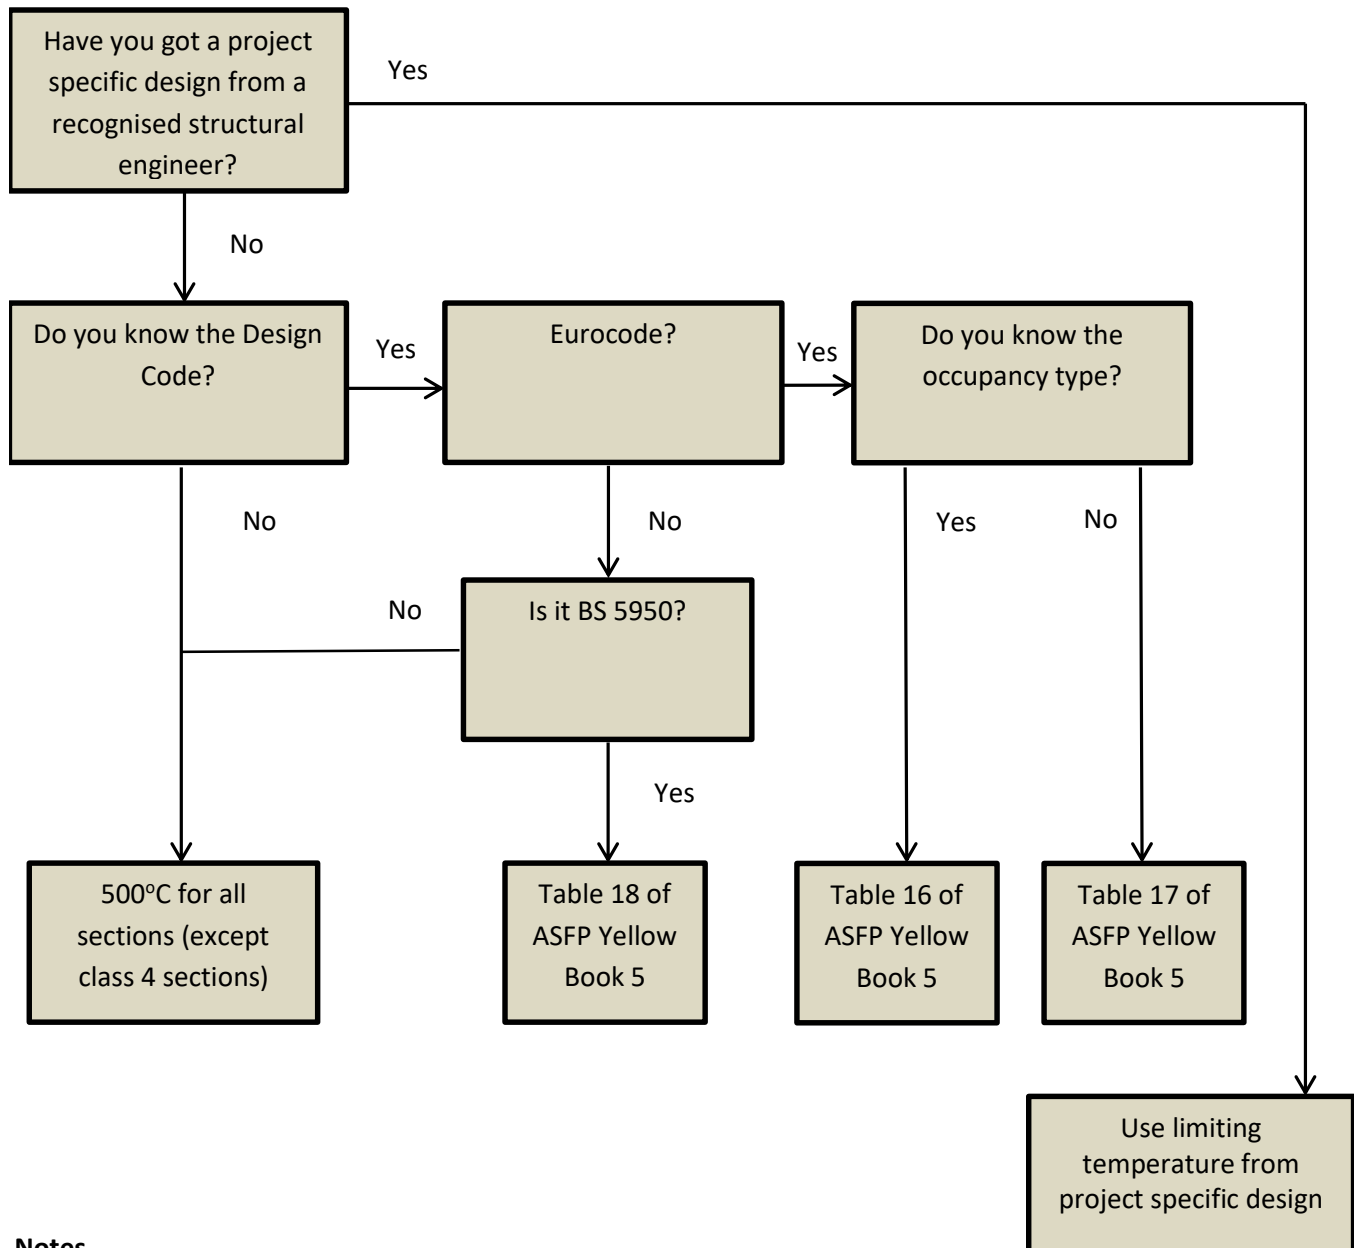 Have you got a project
specific design from a
recognised structural
engineer?
Yes
No
Do you know the Design
Code?
Yes
Eurocode?
Yes
Do you know the
occupancy type?
No
No
Yes
No
No
Is it BS 5950?
Yes
500°C for all
sections (except
class 4 sections)
Table 18 of
ASFP Yellow
Book 5
Table 16 of
ASFP Yellow
Book 5
Table 17 of
ASFP Yellow
Book 5
Use limiting
temperature from
project specific design
Notes